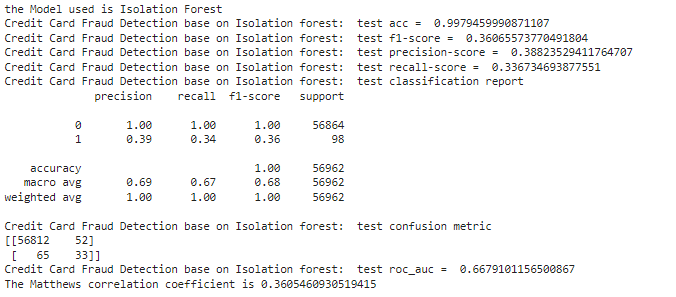 the Model used is Isolation Forest
Credit Card Fraud Detection base on Isolation forest:  test acc =  0.9979459990871107
Credit Card Fraud Detection base on Isolation forest:  test f1-score =  0.36065573770491804
Credit Card Fraud Detection base on Isolation forest:  test precision-score =  0.38823529411764707
Credit Card Fraud Detection base on Isolation forest:  test recall-score =  0.336734693877551
Credit Card Fraud Detection base on Isolation forest:  test classification report
              precision    recall  f1-score   support
           0       1.00      1.00      1.00     56864
           1       0.39      0.34      0.36        98
    accuracy                           1.00     56962
   macro avg       0.69      0.67      0.68     56962
weighted avg       1.00      1.00      1.00     56962
Credit Card Fraud Detection base on Isolation forest:  test confusion metric
[[56812    52]
 [   65    33]]
Credit Card Fraud Detection base on Isolation forest:  test roc_auc =  0.6679101156500867
The Matthews correlation coefficient is 0.3605460930519415